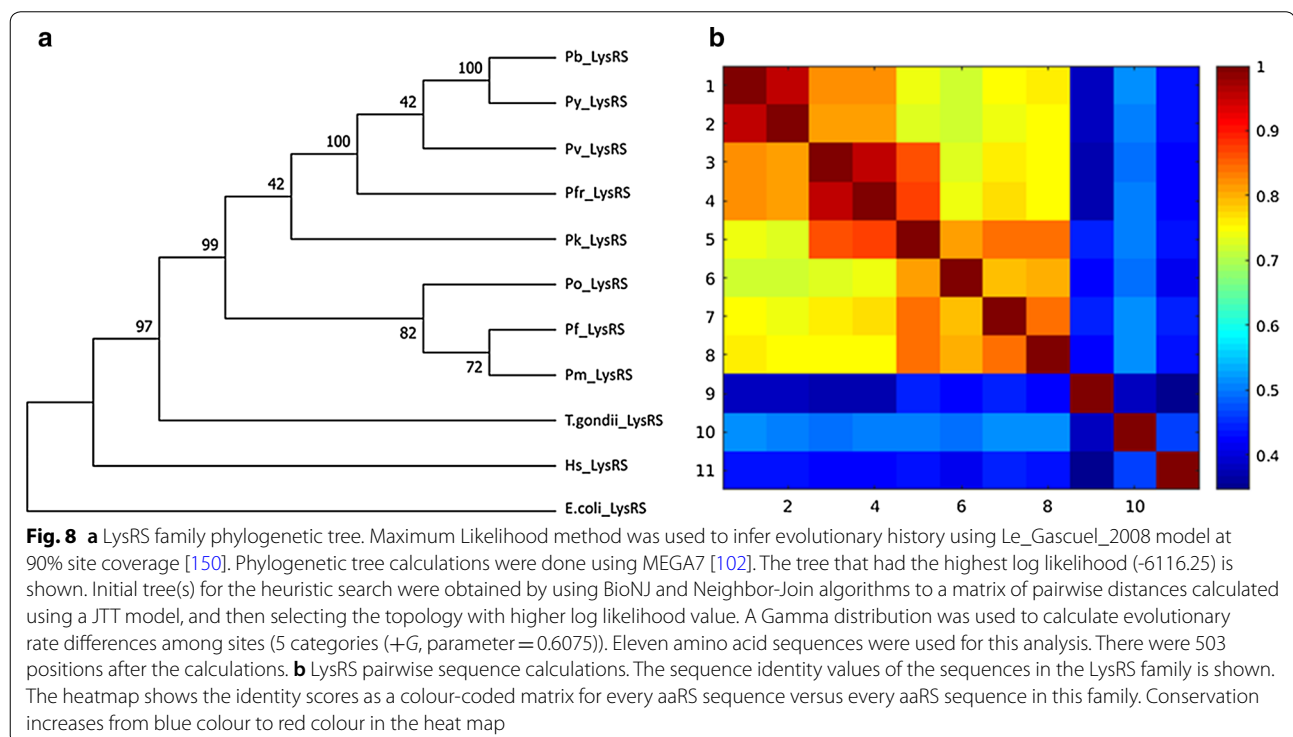 a
b
Pb_LysRS
100
Py_LysRS
42
Pv_LysRS
100
Pfr_LysRS
42
Pk_LysRS
99
Po_LysRS
82
Pf_LysRS
97
72
Pm_LysRS
T.gondii_LysRS
Hs_LysRS
E.coli_LysRS
1
2
3
4
5
6
7
8
9
10
11
2 4 6 8 10
1
0.9
0.8
0.7
0.6
0.5
0.4
Fig. 8 a LysRS family phylogenetic tree. Maximum Likelihood method was used to infer evolutionary history using Le_Gascuel_2008 model at
90% site coverage [150]. Phylogenetic tree calculations were done using MEGA7 [102]. The tree that had the highest log likelihood (-6116.25) is
shown. Initial tree(s) for the heuristic search were obtained by using BioNJ and Neighbor-Join algorithms to a matrix of pairwise distances calculated
using a JTT model, and then selecting the topology with higher log likelihood value. A Gamma distribution was used to calculate evolutionary
rate differences among sites (5 categories (+G, parameter = 0.6075)). Eleven amino acid sequences were used for this analysis. There were 503
positions after the calculations. b LysRS pairwise sequence calculations. The sequence identity values of the sequences in the LysRS family is shown.
The heatmap shows the identity scores as a colour-coded matrix for every aaRS sequence versus every aaRS sequence in this family. Conservation
increases from blue colour to red colour in the heat map